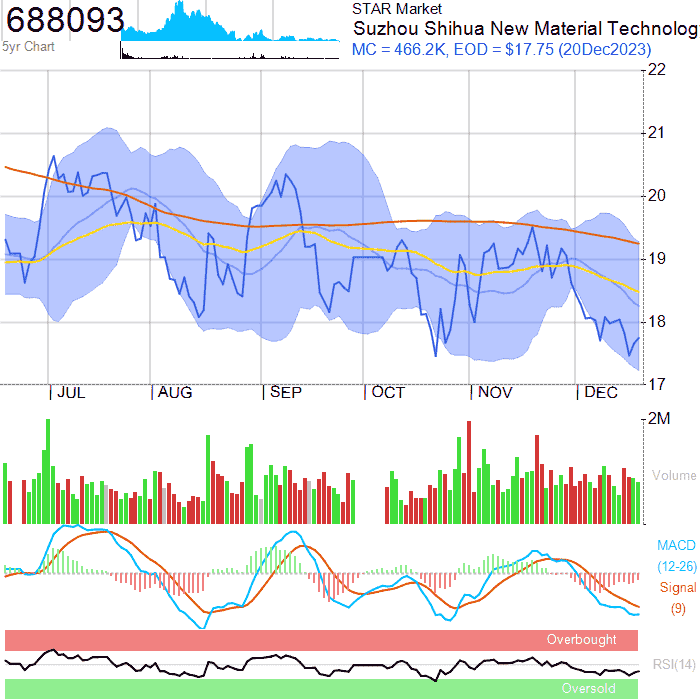 688093
5yr Chart
STAR Market
Suzhou Shihua New Material Technolog
MC = 466.2K, EOD = $17.75 (20Dec2023)
22
21
20
19
18
17
JUL
AUG
SEP
OCT
NOV
DEC
2M
Volume
MACD
(12-26)
Signal
(9)
Overbought
RSI(14)
Oversold